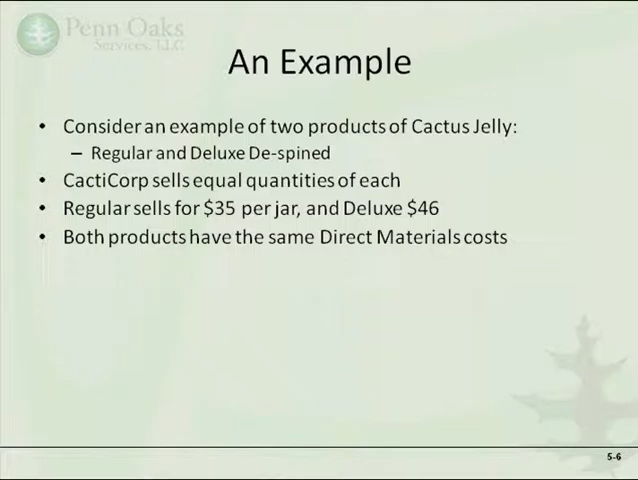 Penn Oaks
Services, LLC
An Example
• Consider an example of two products of Cactus Jelly:
– Regular and Deluxe De-spined
• CactiCorp sells equal quantities of each
• Regular sells for $35 per jar, and Deluxe $46
• Both products have the same Direct Materials costs
5-6